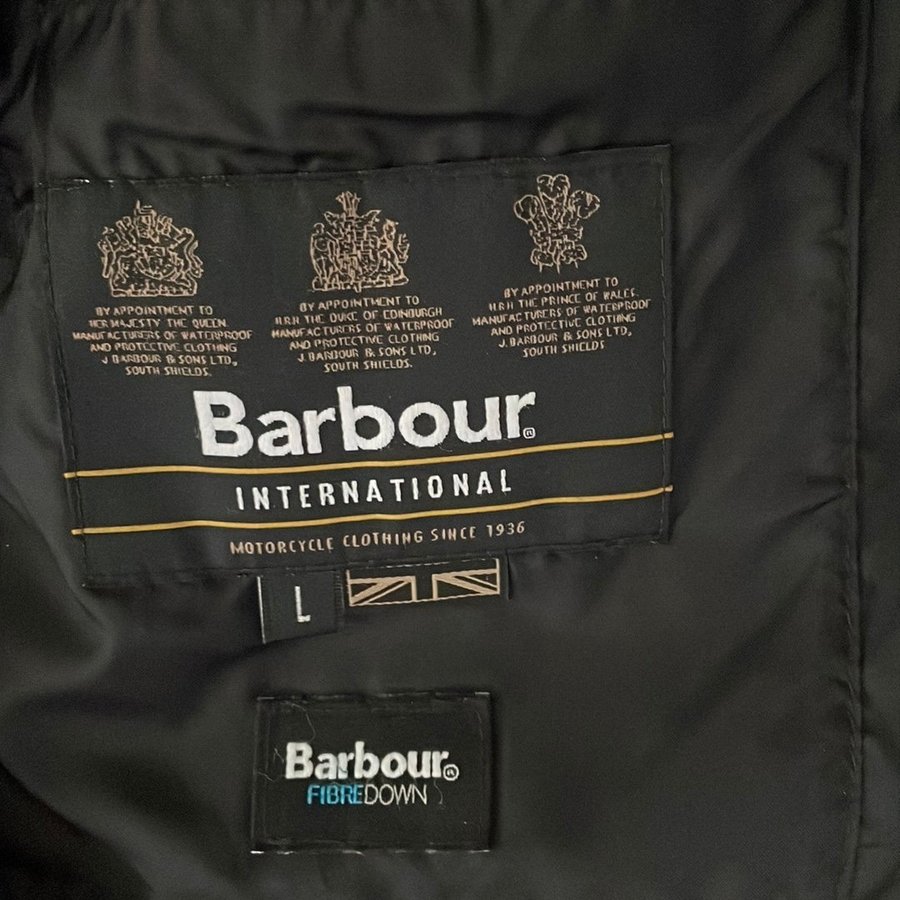 BY APPOINTMENT TO
HER MAJESTY THE QUEEN
MANUFACTURERS OF WATERPROOF
AND PROTECTIVE CLOTHING
J. BARBOUR & SONS LTD.,
SOUTH SHIELDS.
BY APPOINTMENT TO
H.R.H THE DUKE OF EDINBURGH
MANUFACTURERS OF WATERPROOF
AND PROTECTIVE CLOTHING
J. BARBOUR & SONS LTD,
SOUTH SHIELDS.
BY APPOINTMENT TO
H.R.H THE PRINCE OF WALES
MANUFACTURERS OF WATERPROOF
AND PROTECTIVE CLOTHING
J. BARBOUR & SONS LTD,
SOUTH SHIELDS
Barbour®
INTERNATIONAL
MOTORCYCLE CLOTHING SINCE 1936
L
Barbour®
FIBREDOWN